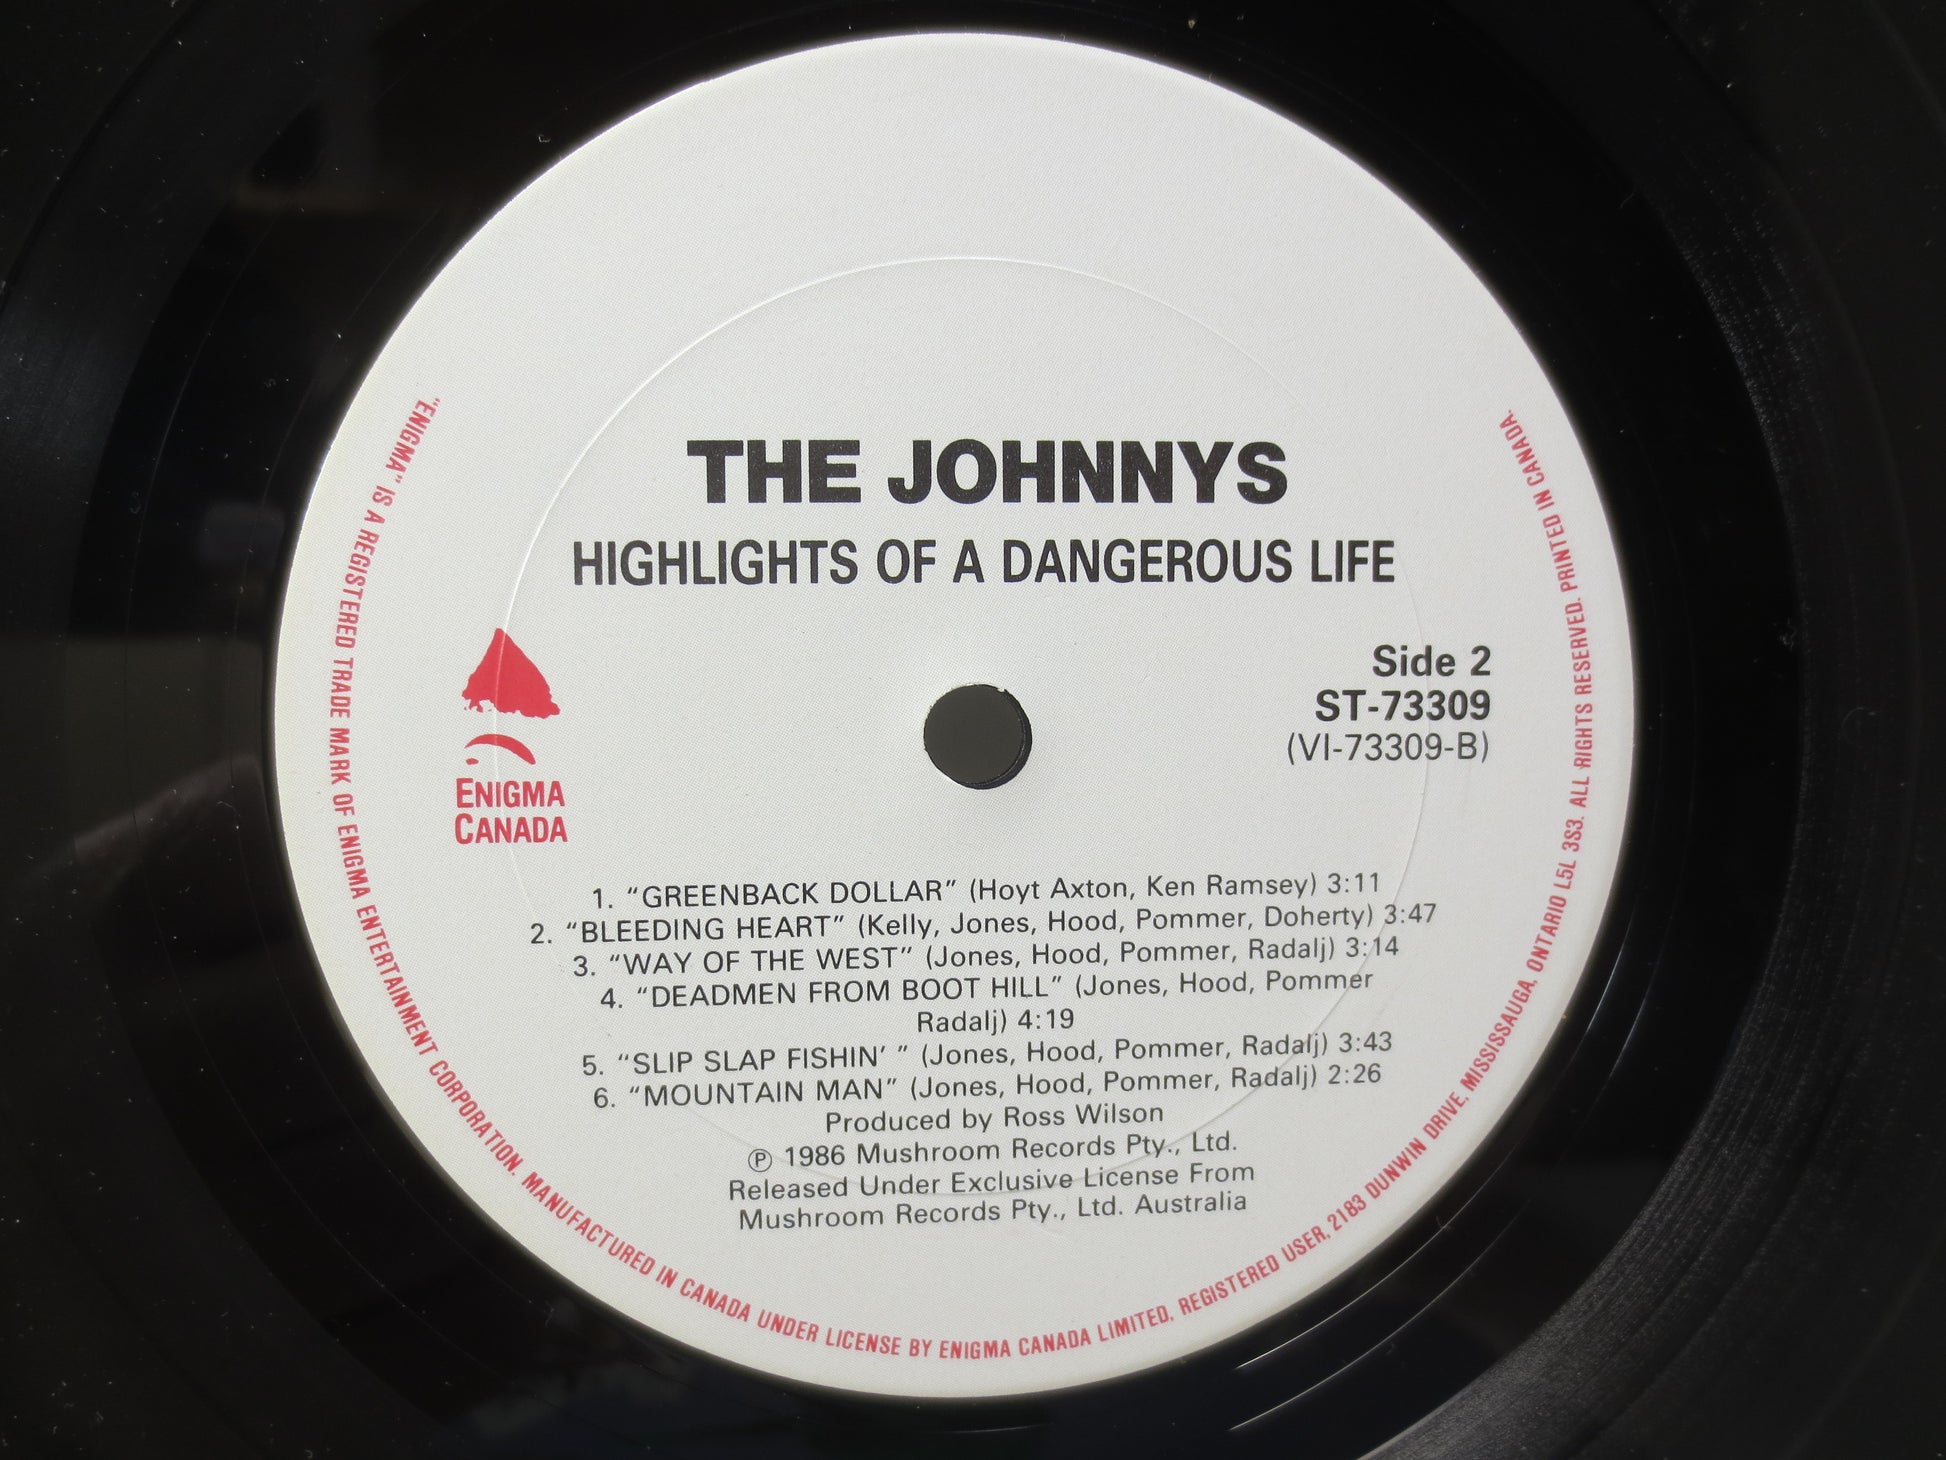 THE JOHNNYS
HIGHLIGHTS OF A DANGEROUS LIFE
Side 2
ST-73309
(VI-73309-B)
ENIGMA
CANADA
1. "GREENBACK DOLLAR" (Hoyt Axton, Ken Ramsey) 3:11
2. "BLEEDING HEART" (Kelly, Jones, Hood, Pommer, Doherty) 3:47
3. "WAY OF THE WEST" (Jones, Hood, Pommer, Radalj) 3:14
4. "DEADMEN FROM BOOT HILL" (Jones, Hood, Pommer
Radalj) 4:19
5. "SLIP SLAP FISHIN' " (Jones, Hood, Pommer, Radalj) 3:43
6. "MOUNTAIN MAN" (Jones, Hood, Pommer, Radalj) 2:26
Produced by Ross Wilson
℗ 1986 Mushroom Records Pty., Ltd.
Released Under Exclusive License From
Mushroom Records Pty., Ltd. Australia
"ENIGMA" IS A REGISTERED TRADE MARK OF ENIGMA ENTERTAINMENT CORPORATION. MANUFACTURED IN CANADA UNDER LICENSE BY ENIGMA CANADA LIMITED, REGISTERED USER. 2183 DUNWIN DRIVE, MISSISSAUGA, ONTARIO L5L 3S3. ALL RIGHTS RESERVED. PRINTED IN CANADA.